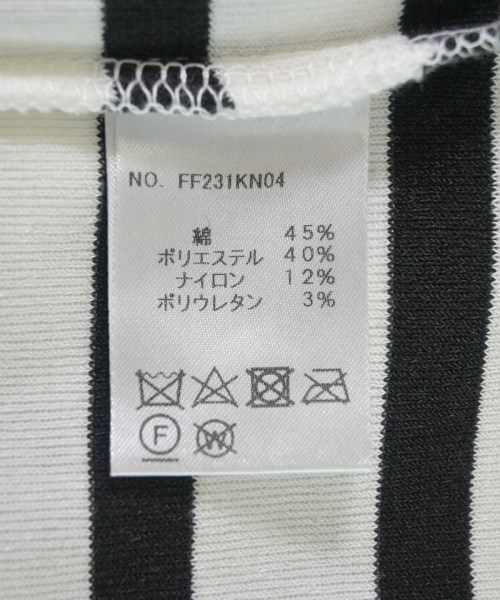 NO. FF231KN04
綿 45%
ポリエステル 40%
ナイロン 12%
ポリウレタン 3%
F W